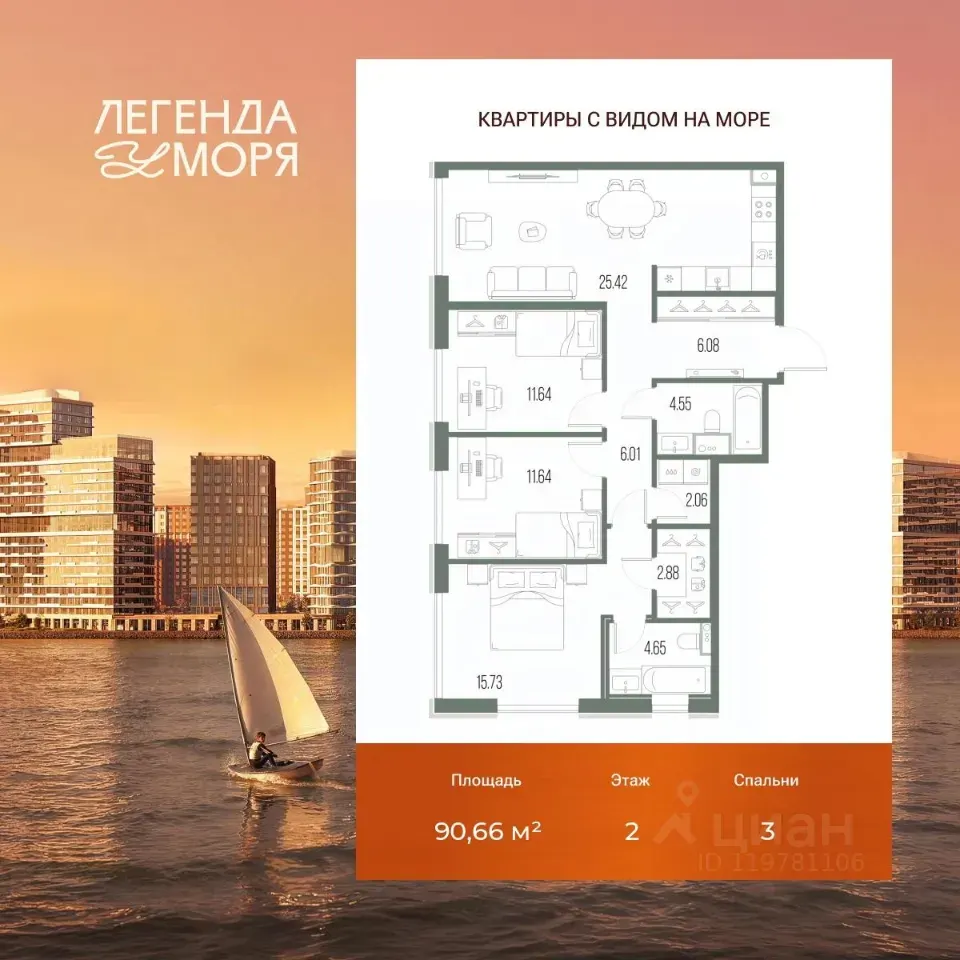 ЛЕГЕНДА
МОРЯ
КВАРТИРЫ С ВИДОМ НА МОРЕ
25.42
6.08
11.64
4.55
6.01
11.64
2.06
2.88
4.65
15.73
Площадь Этаж Спальни
90,66 м² 2 3
циан
ID 119781106